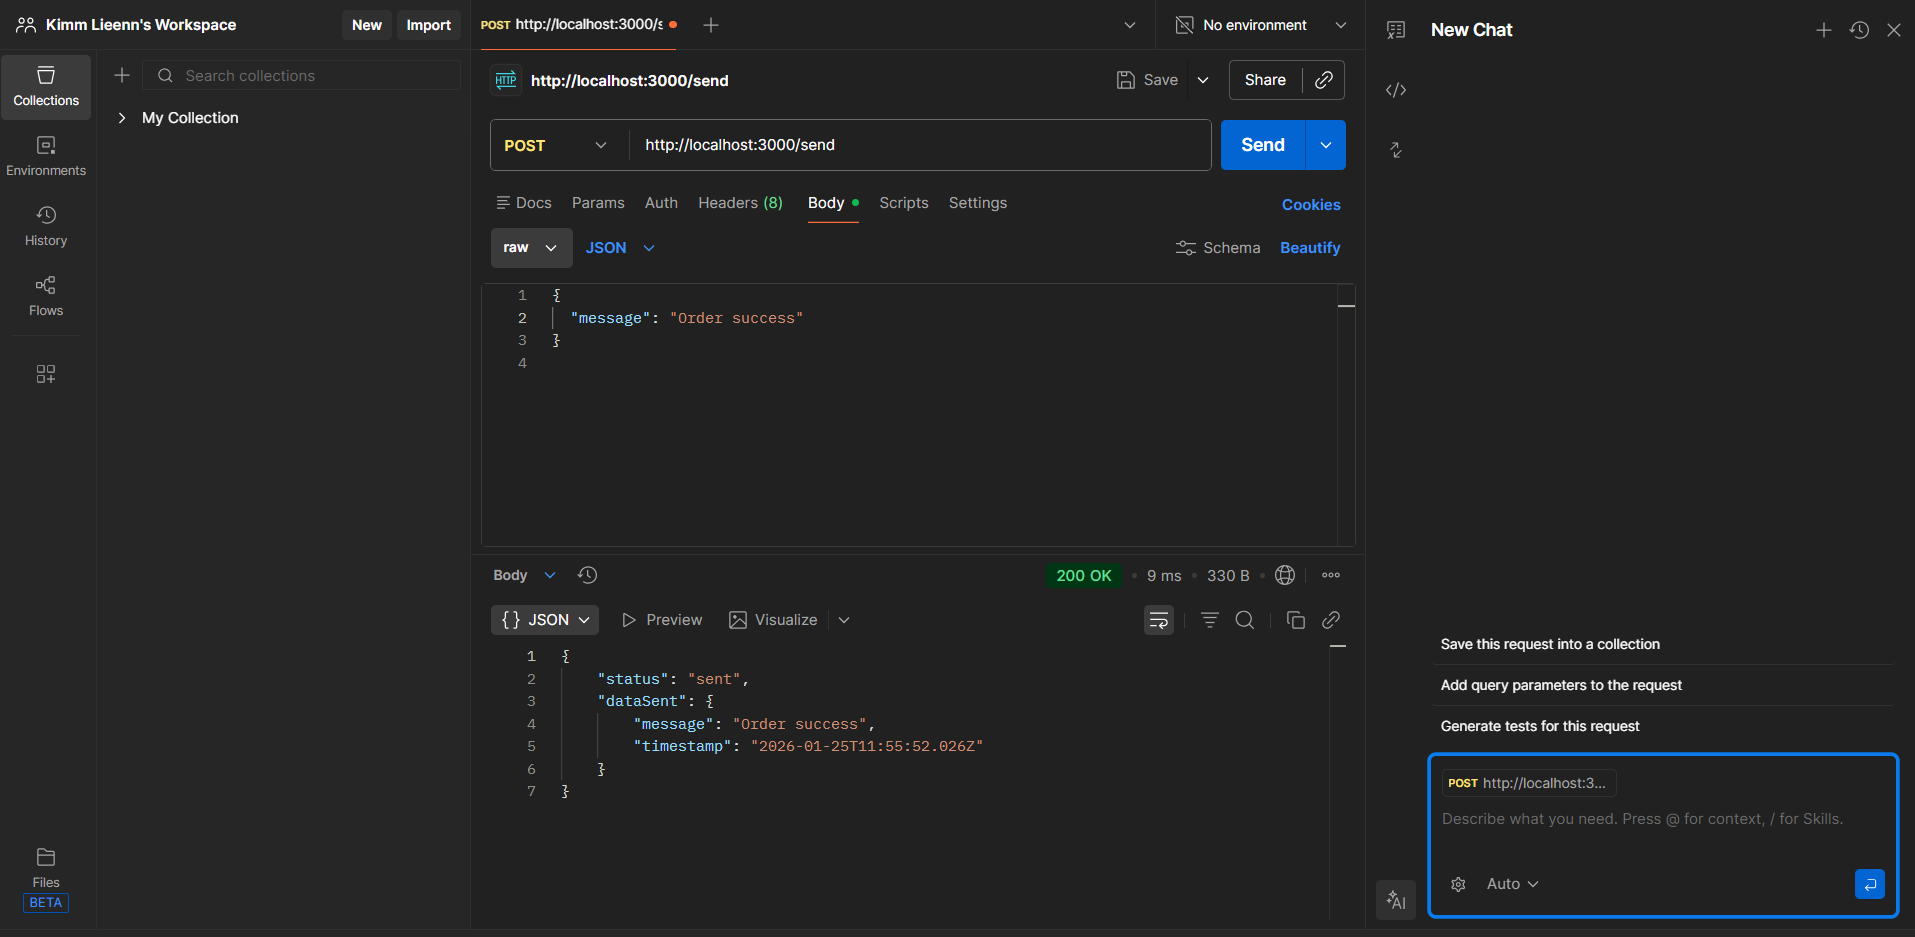 Kimm Lieenn's Workspace
New
Import
POST http://localhost:3000/s
No environment
New Chat
Collections
Environments
History
Flows
Files
BETA
Search collections
My Collection
HTTP
http://localhost:3000/send
Save
Share
POST
http://localhost:3000/send
Send
Docs
Params
Auth
Headers (8)
Body
Scripts
Settings
Cookies
raw
JSON
Schema
Beautify
1 {
2 "message": "Order success"
3 }
4
Body
200 OK
9 ms
330 B
{} JSON
Preview
Visualize
1 {
2 "status": "sent",
3 "dataSent": {
4 "message": "Order success",
5 "timestamp": "2026-01-25T11:55:52.026Z"
6 }
7 }
Save this request into a collection
Add query parameters to the request
Generate tests for this request
POST http://localhost:3...
Describe what you need. Press @ for context, / for Skills.
Auto
AI